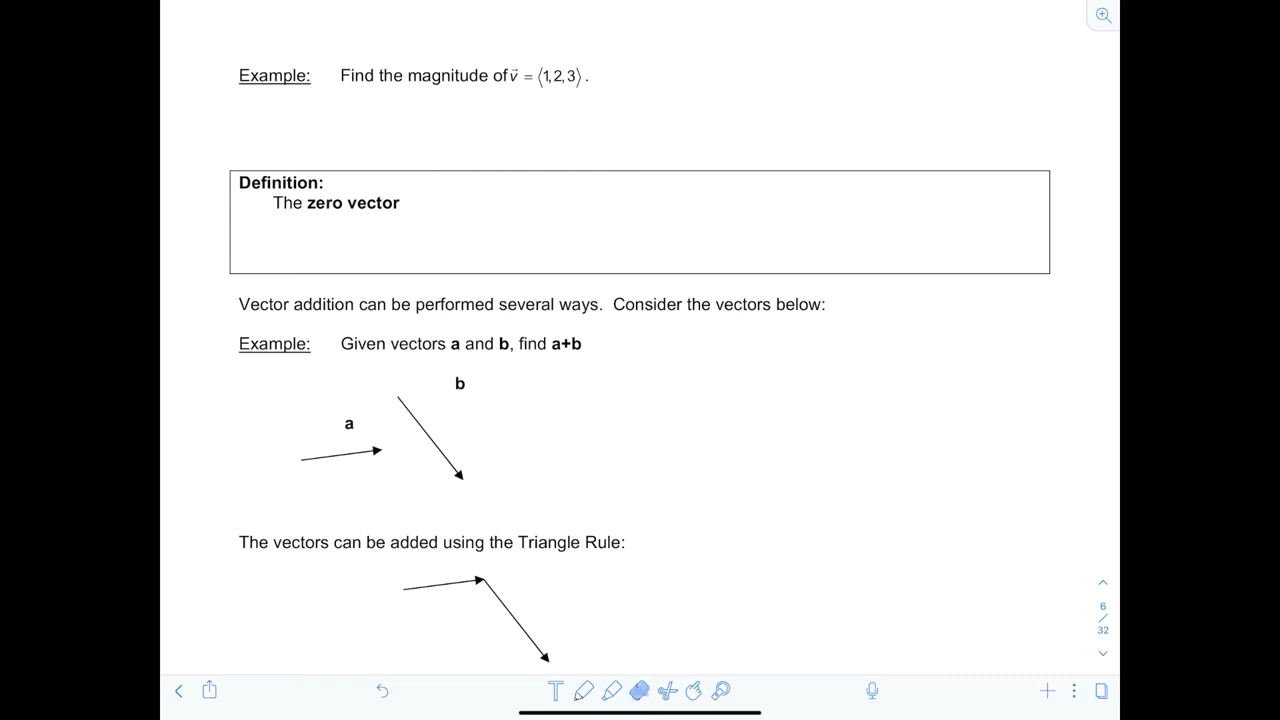 Example: Find the magnitude of v⃗ = ⟨1,2,3⟩.
Definition:
The zero vector
Vector addition can be performed several ways. Consider the vectors below:
Example: Given vectors a and b, find a+b
b
a
The vectors can be added using the Triangle Rule:
6
/
32
T